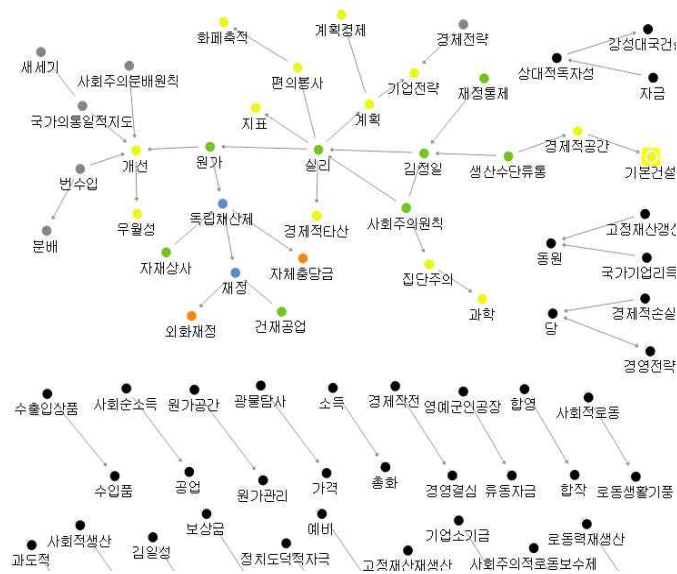 화폐축적
계획경제
경제전략
강성대국건설
새세기
사회주의분배원칙
편의봉사
기업전략
재정통제
상대적독자성
자금
국가의통일적지도
지표
계획
경제적공간
개선
원가
실리
김정일
생산수단류통
기본건설
번수입
독립채산제
우월성
경제적타산
사회주의원칙
고정재산갱신
분배
자재상사
자체충당금
집단주의
동원
국가기업리득
재정
외화재정
건재공업
과학
당
경제적손실
경영전략
수출입상품
사회순소득
원가공간
광물탐사
소득
경제작전
영예군인공장
합영
사회적로동
수입품
공업
원가관리
가격
총화
경영결심
류동자금
합작
로동생활기풍
과도적
사회적생산
김일성
보상금
정치도덕적자극
예비
고정재산재생산
기업소기금
사회주의적로동보수제
로동력재생산